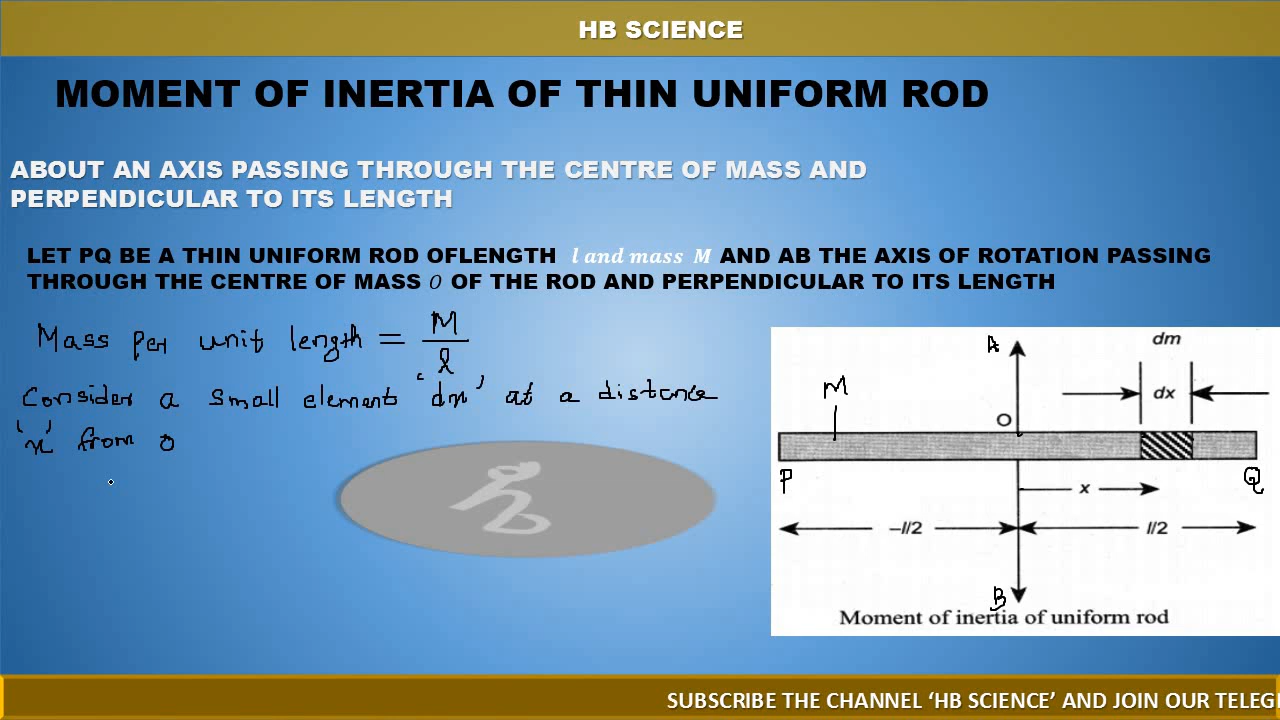 HB SCIENCE
MOMENT OF INERTIA OF THIN UNIFORM ROD
ABOUT AN AXIS PASSING THROUGH THE CENTRE OF MASS AND
PERPENDICULAR TO ITS LENGTH
LET PQ BE A THIN UNIFORM ROD OFLENGTH l and mass M AND AB THE AXIS OF ROTATION PASSING
THROUGH THE CENTRE OF MASS O OF THE ROD AND PERPENDICULAR TO ITS LENGTH
Mass per unit length = M/l
Consider a small element 'dx' at a distance
'x' from O
A
dm
M
dx
O
P
Q
x
–l/2
l/2
B
Moment of inertia of uniform rod
SUBSCRIBE THE CHANNEL ‘HB SCIENCE’ AND JOIN OUR TELEG